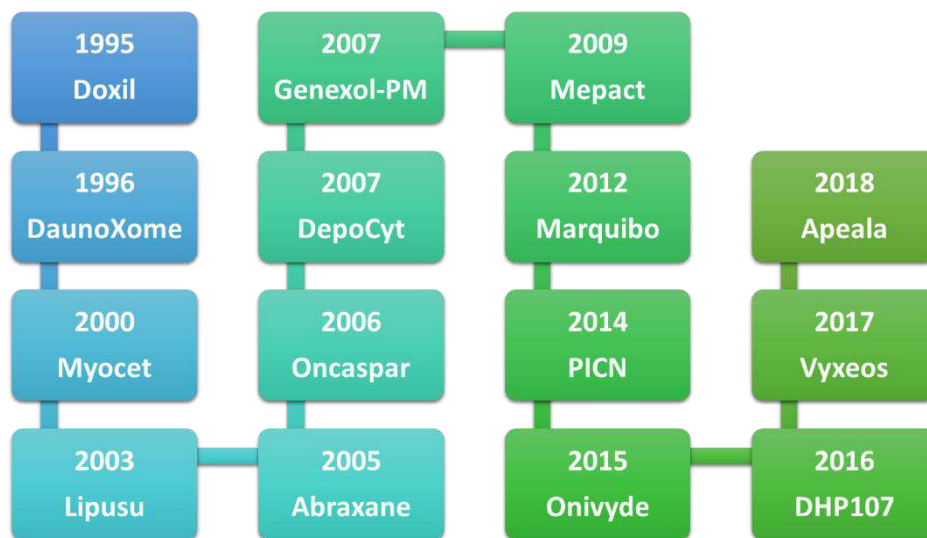 1995
Doxil
1996
DaunoXome
2000
Myocet
2003
Lipusu
2005
Abraxane
2006
Oncaspar
2007
DepoCyt
2007
Genexol-PM
2009
Mepact
2012
Marquibo
2014
PICN
2015
Onivyde
2016
DHP107
2017
Vyxeos
2018
Apeala